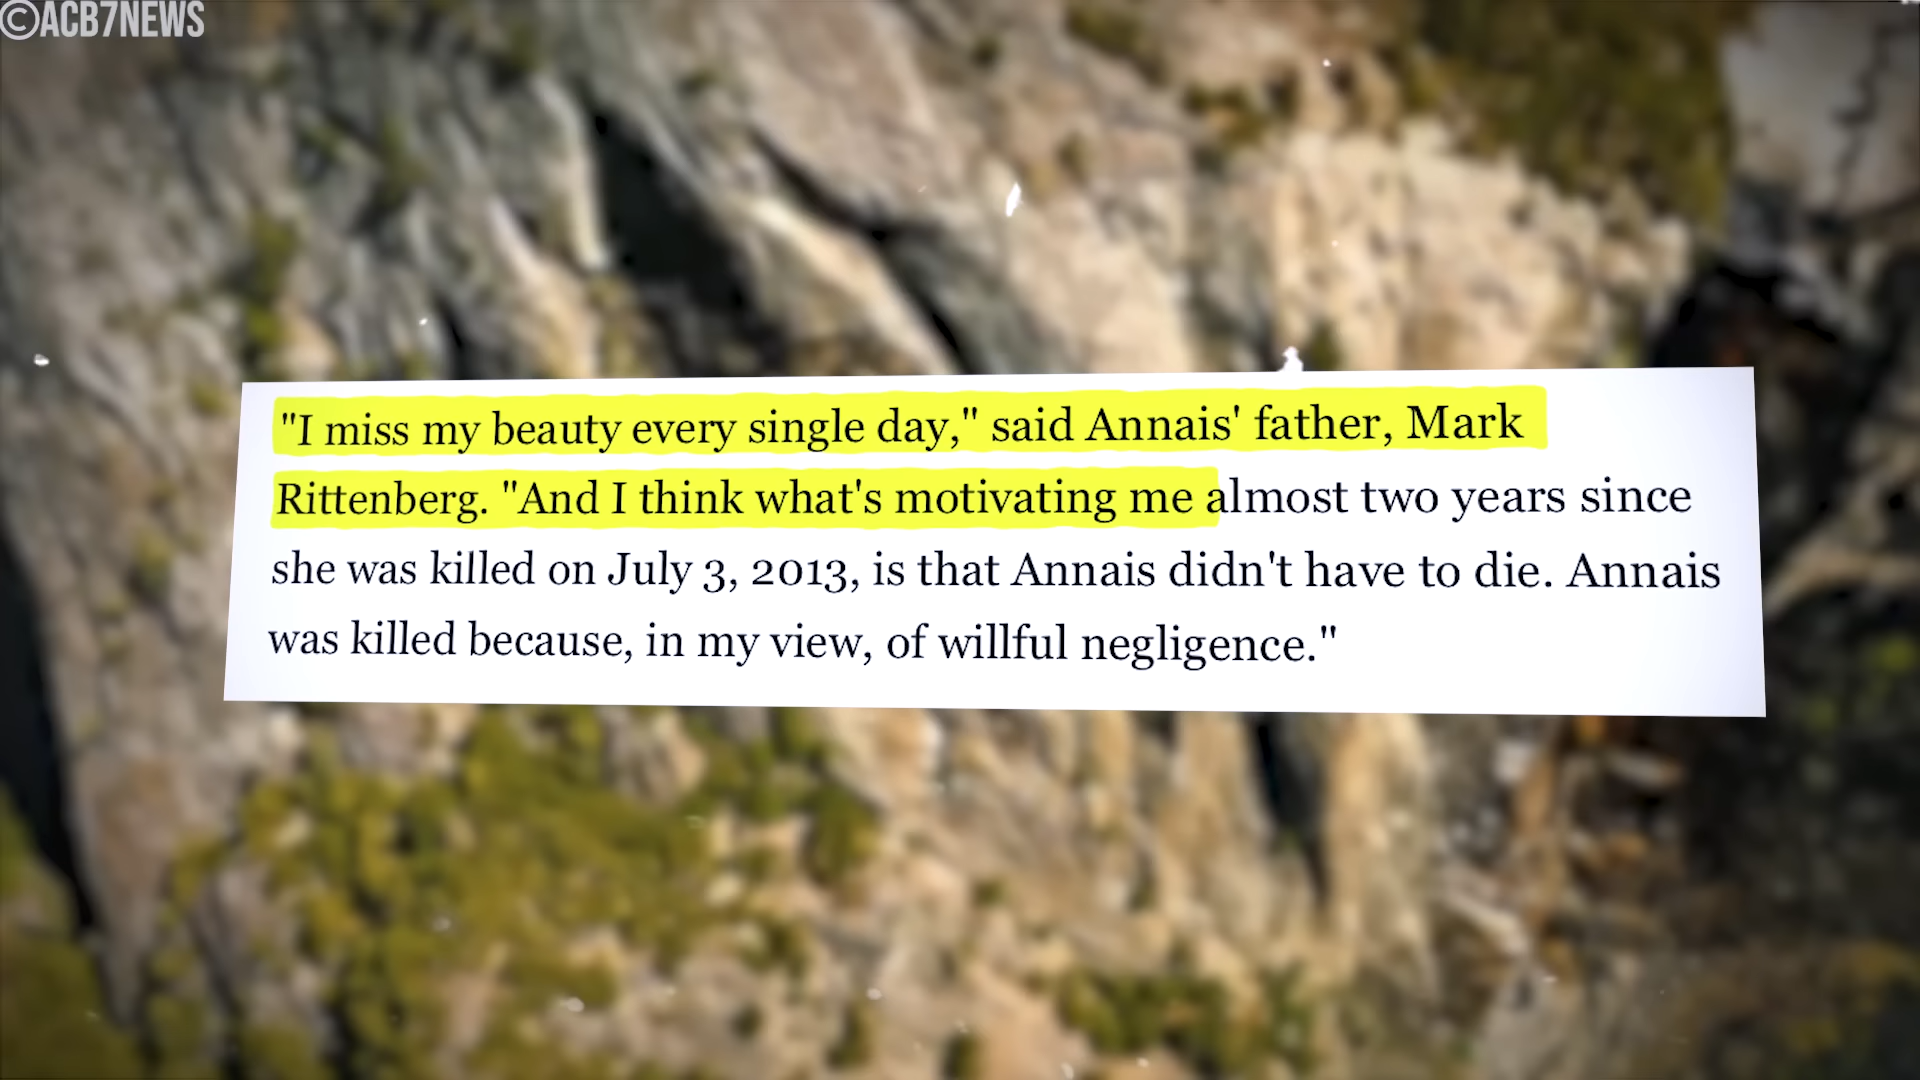 ©ACB7NEWS
"I miss my beauty every single day," said Annais' father, Mark
Rittenberg. "And I think what's motivating me almost two years since
she was killed on July 3, 2013, is that Annais didn't have to die. Annais
was killed because, in my view, of willful negligence."